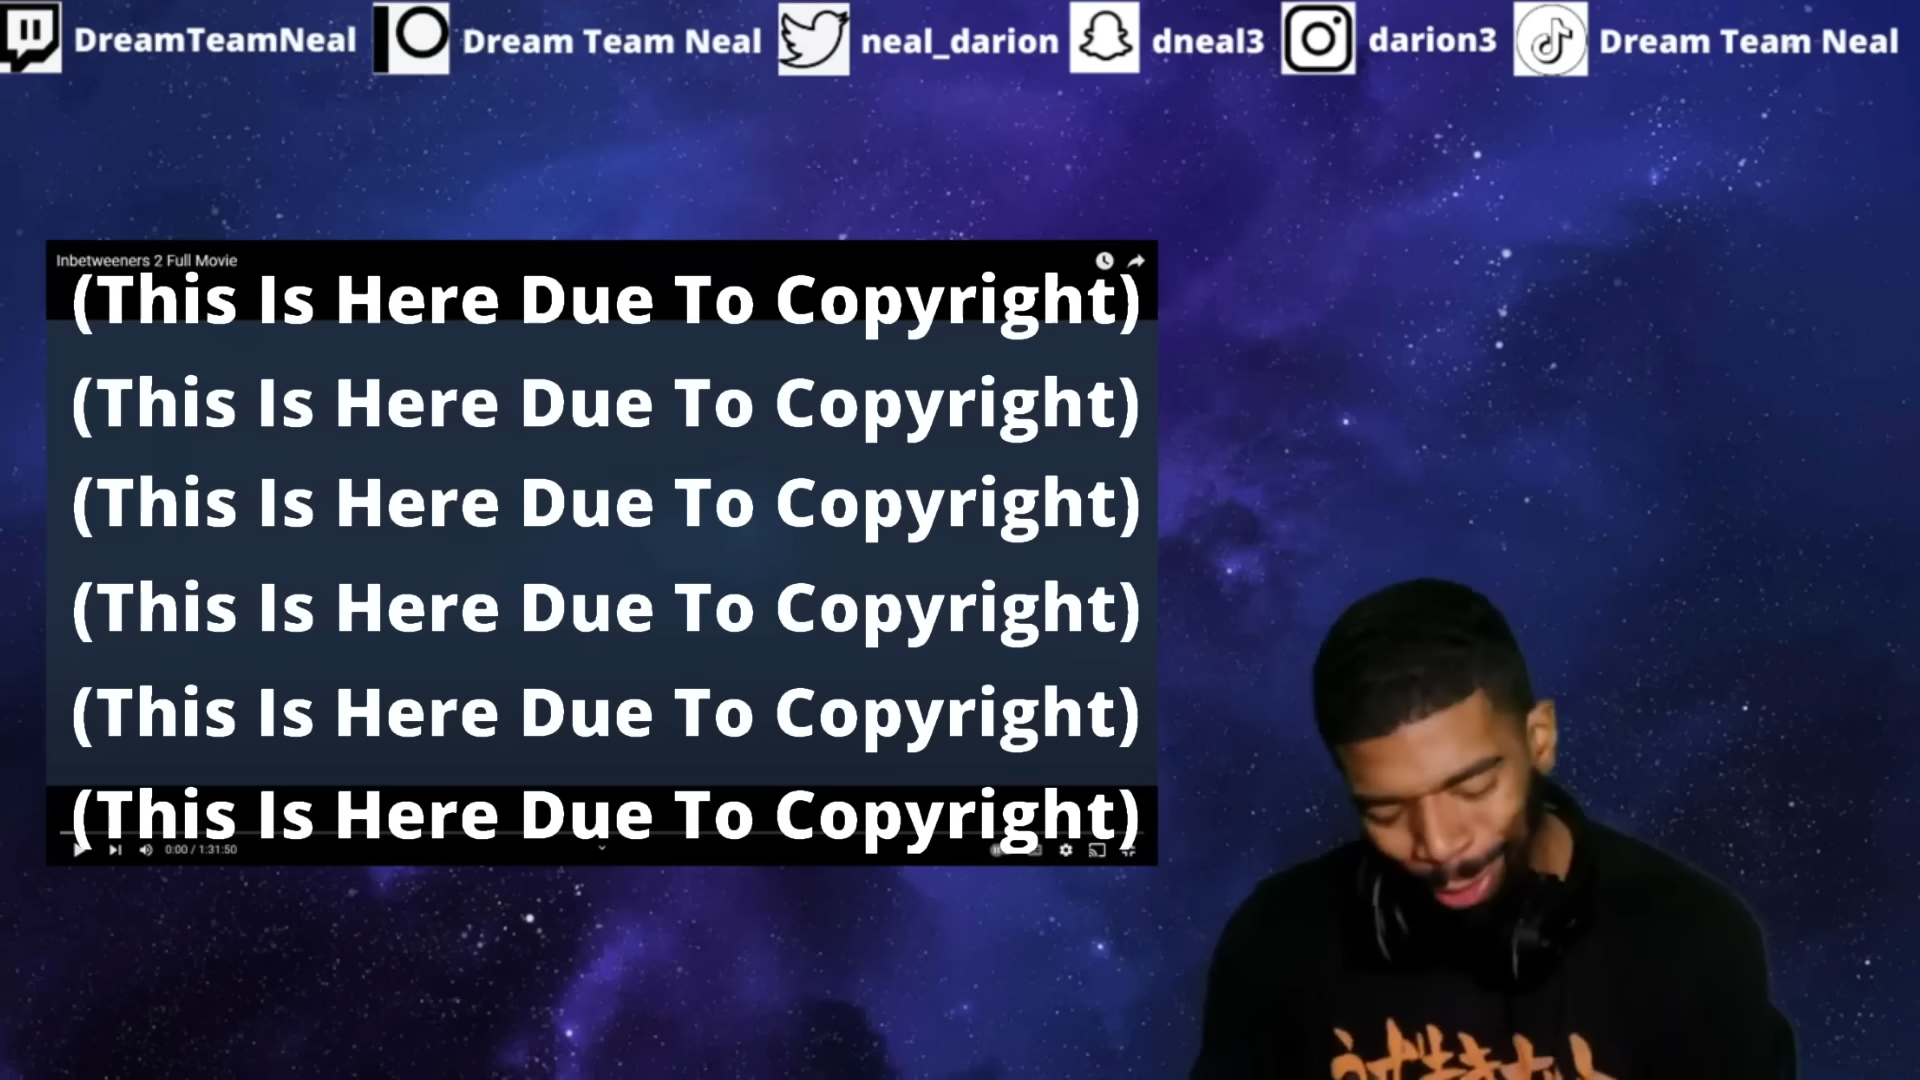 DreamTeamNeal Dream Team Neal neal_darion dneal3 darion3 Dream Team Neal
Inbetweeners 2 Full Movie
(This Is Here Due To Copyright)
(This Is Here Due To Copyright)
(This Is Here Due To Copyright)
(This Is Here Due To Copyright)
(This Is Here Due To Copyright)
(This Is Here Due To Copyright)
0:00 / 1:31:50